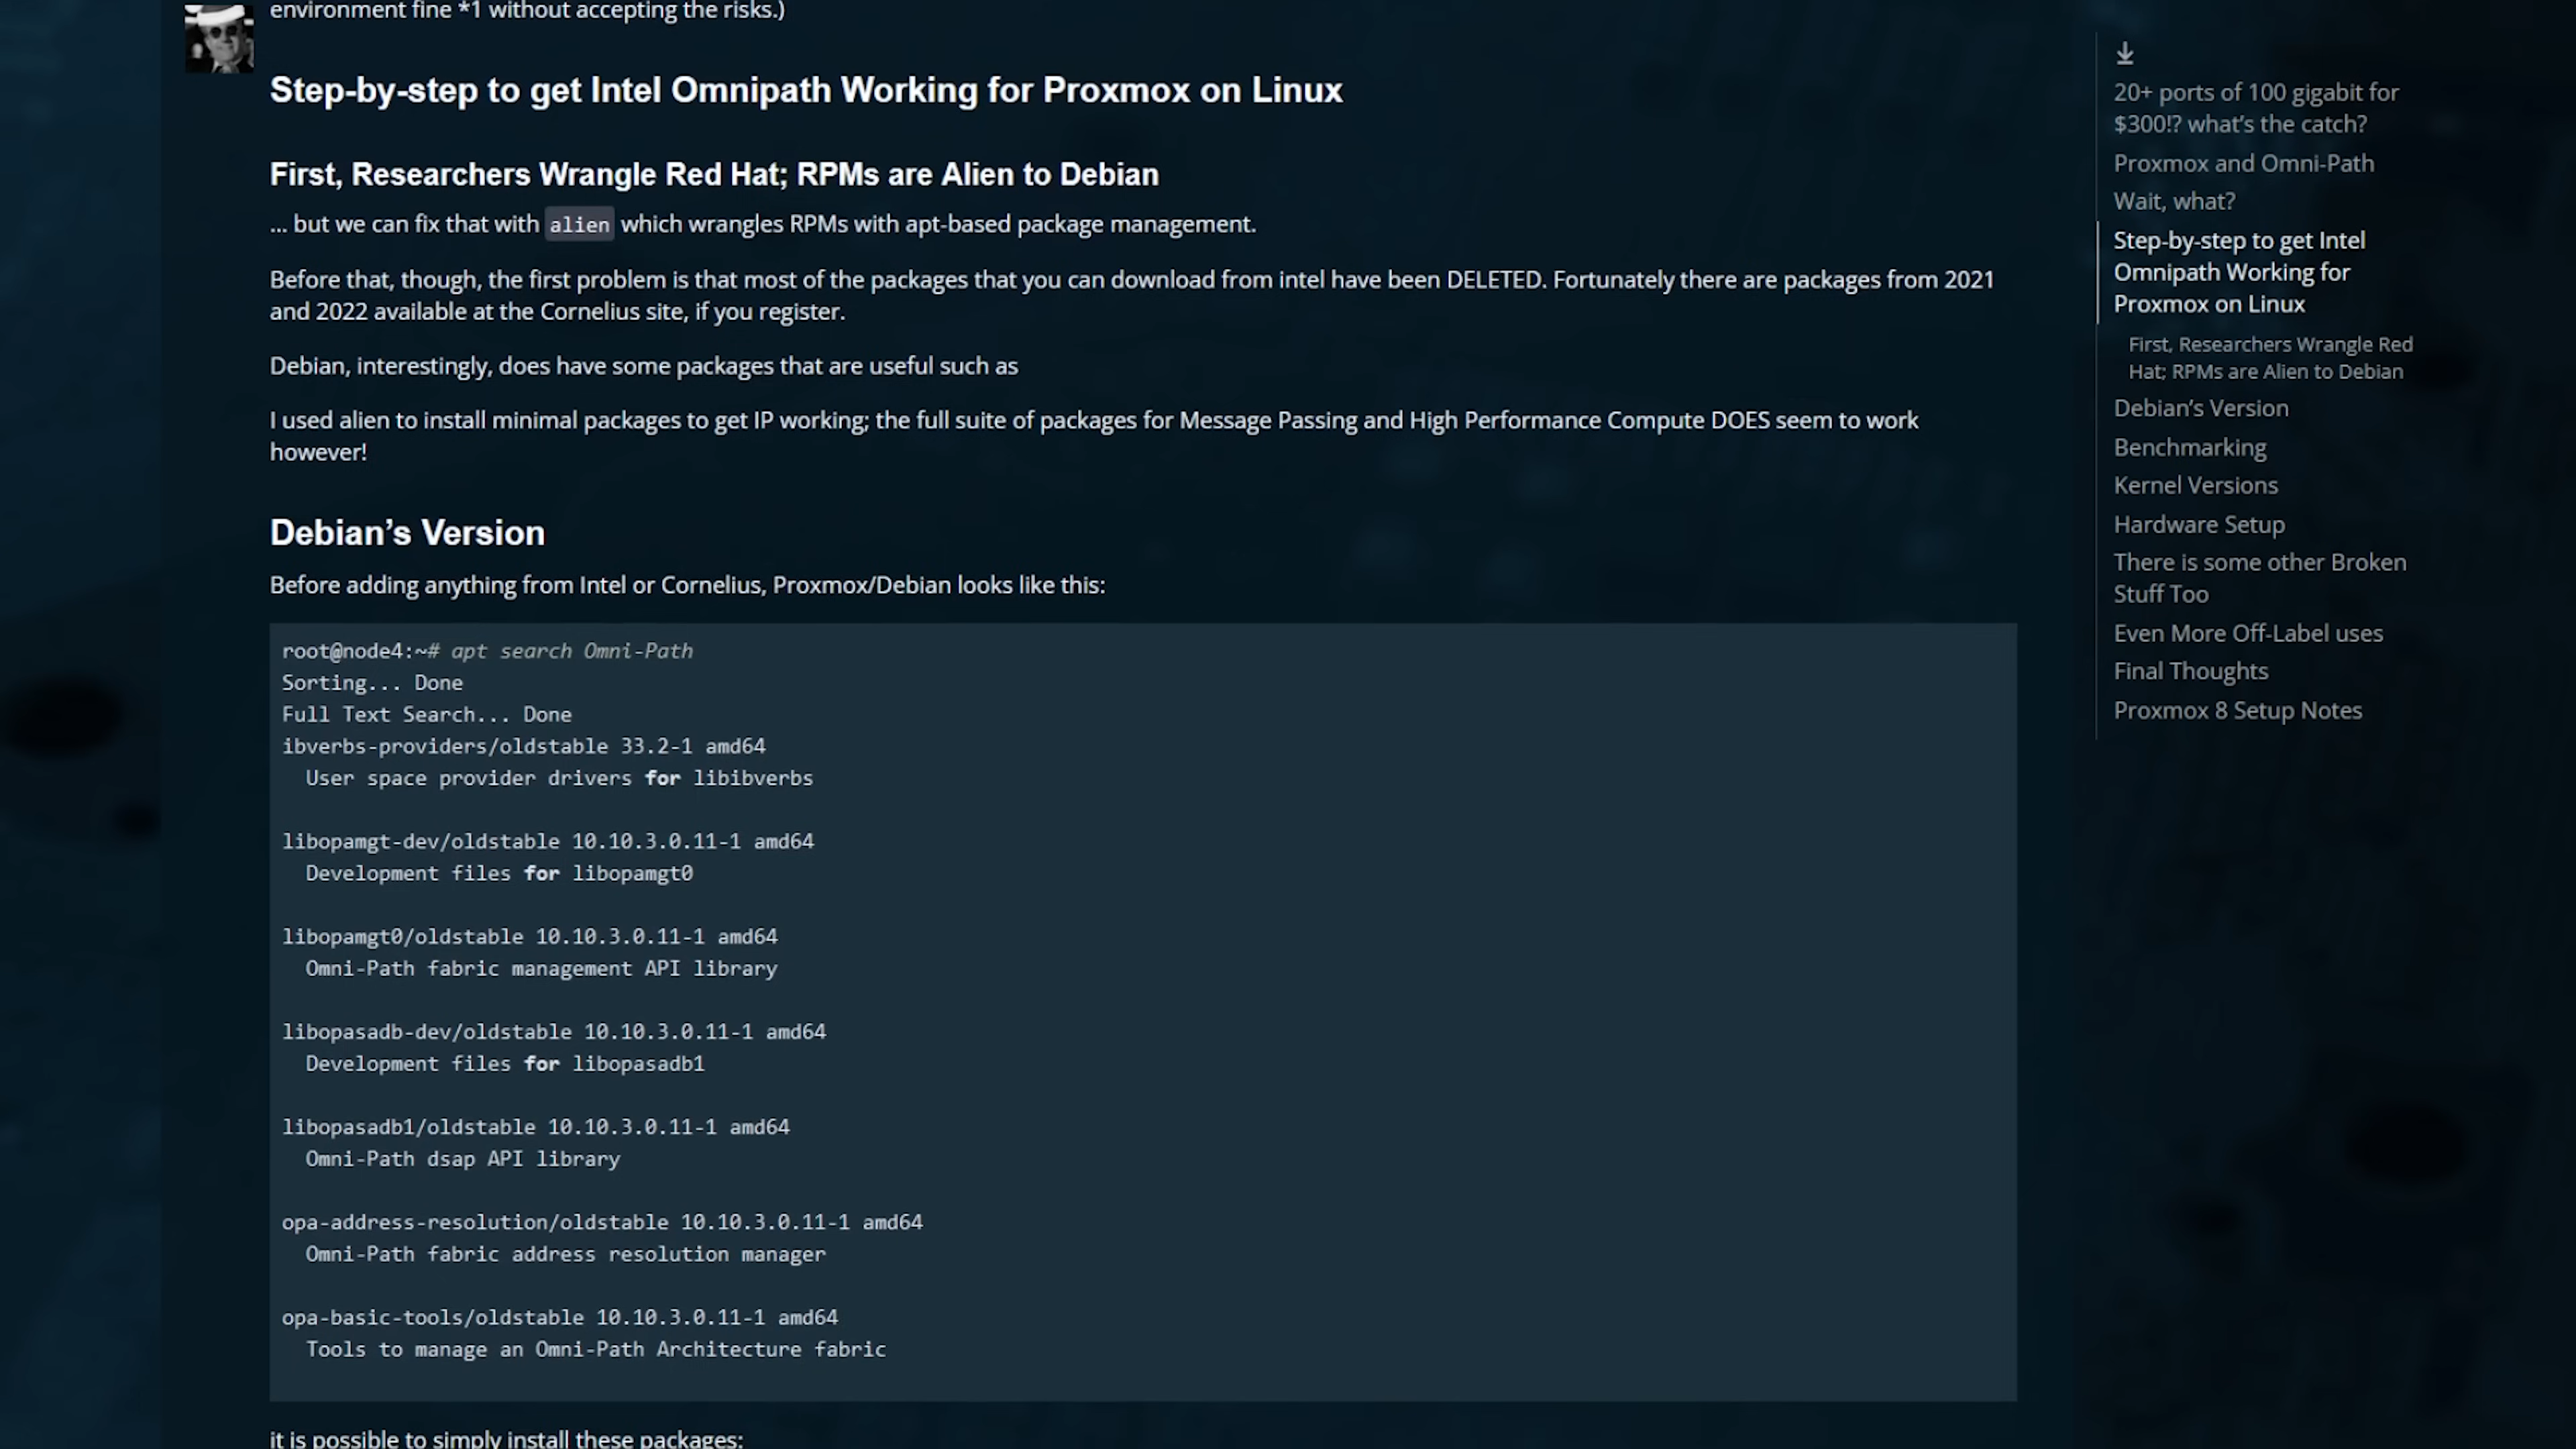 environment fine *1 without accepting the risks.)
Step-by-step to get Intel Omnipath Working for Proxmox on Linux
First, Researchers Wrangle Red Hat; RPMs are Alien to Debian
... but we can fix that with alien which wrangles RPMs with apt-based package management.
Before that, though, the first problem is that most of the packages that you can download from intel have been DELETED. Fortunately there are packages from 2021
and 2022 available at the Cornelius site, if you register.
Debian, interestingly, does have some packages that are useful such as
I used alien to install minimal packages to get IP working; the full suite of packages for Message Passing and High Performance Compute DOES seem to work
however!
Debian’s Version
Before adding anything from Intel or Cornelius, Proxmox/Debian looks like this:
root@node4:~# apt search Omni-Path
Sorting... Done
Full Text Search... Done
ibverbs-providers/oldstable 33.2-1 amd64
User space provider drivers for libibverbs
libopamgt-dev/oldstable 10.10.3.0.11-1 amd64
Development files for libopamgt0
libopamgt0/oldstable 10.10.3.0.11-1 amd64
Omni-Path fabric management API library
libopasadb-dev/oldstable 10.10.3.0.11-1 amd64
Development files for libopasadb1
libopasadb1/oldstable 10.10.3.0.11-1 amd64
Omni-Path dsap API library
opa-address-resolution/oldstable 10.10.3.0.11-1 amd64
Omni-Path fabric address resolution manager
opa-basic-tools/oldstable 10.10.3.0.11-1 amd64
Tools to manage an Omni-Path Architecture fabric
it is possible to simply install these packages:
20+ ports of 100 gigabit for
$300!? what’s the catch?
Proxmox and Omni-Path
Wait, what?
Step-by-step to get Intel
Omnipath Working for
Proxmox on Linux
First, Researchers Wrangle Red
Hat; RPMs are Alien to Debian
Debian’s Version
Benchmarking
Kernel Versions
Hardware Setup
There is some other Broken
Stuff Too
Even More Off-Label uses
Final Thoughts
Proxmox 8 Setup Notes